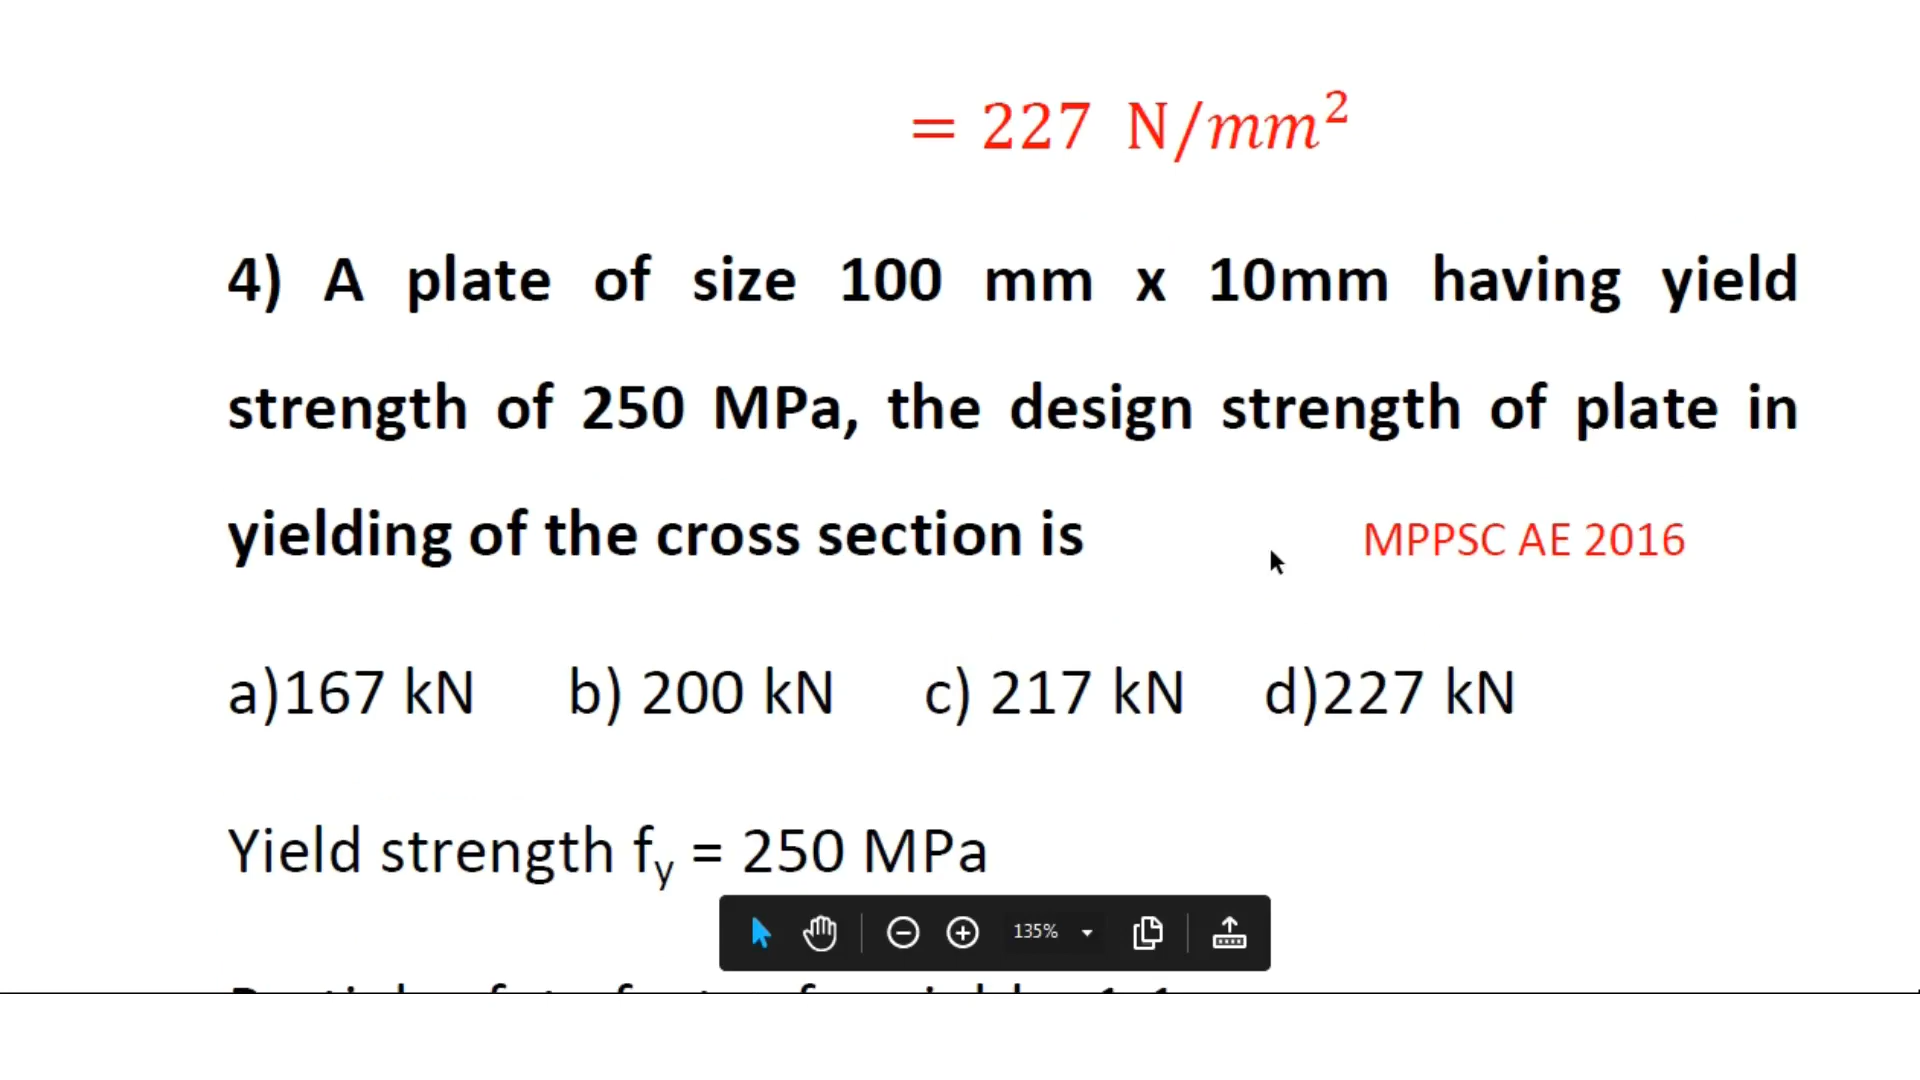 = 227 N/mm²
4) A plate of size 100 mm x 10mm having yield
strength of 250 MPa, the design strength of plate in
yielding of the cross section is MPPSC AE 2016
a)167 kN b) 200 kN c) 217 kN d)227 kN
Yield strength fy = 250 MPa
135%